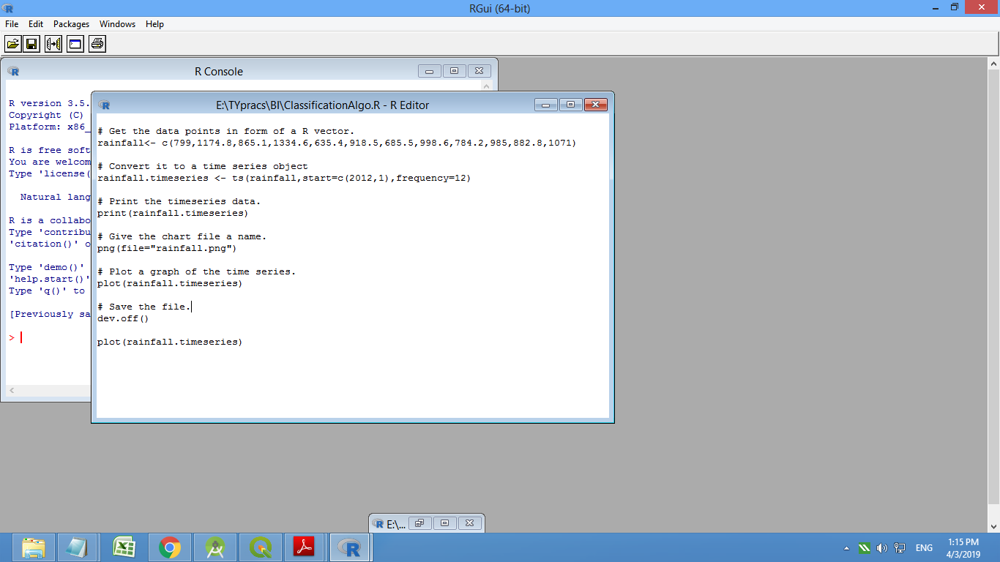 RGui (64-bit)
File Edit Packages Windows Help
R Console
R version 3.5.
Copyright (C)
Platform: x86_
R is free soft
You are welcom
Type 'license(
Natural lang
R is a collabo
Type 'contribu
'citation()' o
Type 'demo()'
'help.start()'
Type 'q()' to
[Previously sa
>
E:\TYpracs\BI\ClassificationAlgo.R - R Editor
# Get the data points in form of a R vector.
rainfall<- c(799,1174.8,865.1,1334.6,635.4,918.5,685.5,998.6,784.2,985,882.8,1071)
# Convert it to a time series object
rainfall.timeseries <- ts(rainfall,start=c(2012,1),frequency=12)
# Print the timeseries data.
print(rainfall.timeseries)
# Give the chart file a name.
png(file="rainfall.png")
# Plot a graph of the time series.
plot(rainfall.timeseries)
# Save the file.
dev.off()
plot(rainfall.timeseries)
E:\...
ENG
1:15 PM
4/3/2019